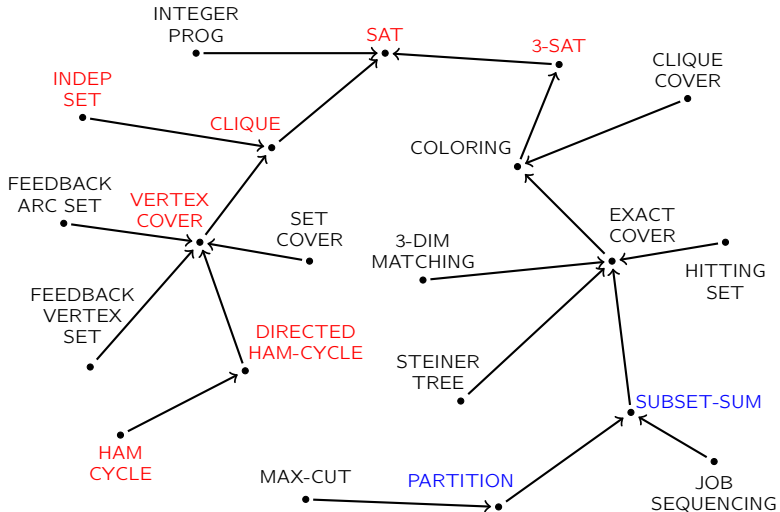 INTEGER
PROG
SAT
3-SAT
CLIQUE
COVER
INDEP
SET
CLIQUE
COLORING
FEEDBACK
ARC SET
VERTEX
COVER
SET
COVER
3-DIM
MATCHING
EXACT
COVER
HITTING
SET
FEEDBACK
VERTEX
SET
DIRECTED
HAM-CYCLE
STEINER
TREE
SUBSET-SUM
HAM
CYCLE
MAX-CUT
PARTITION
JOB
SEQUENCING